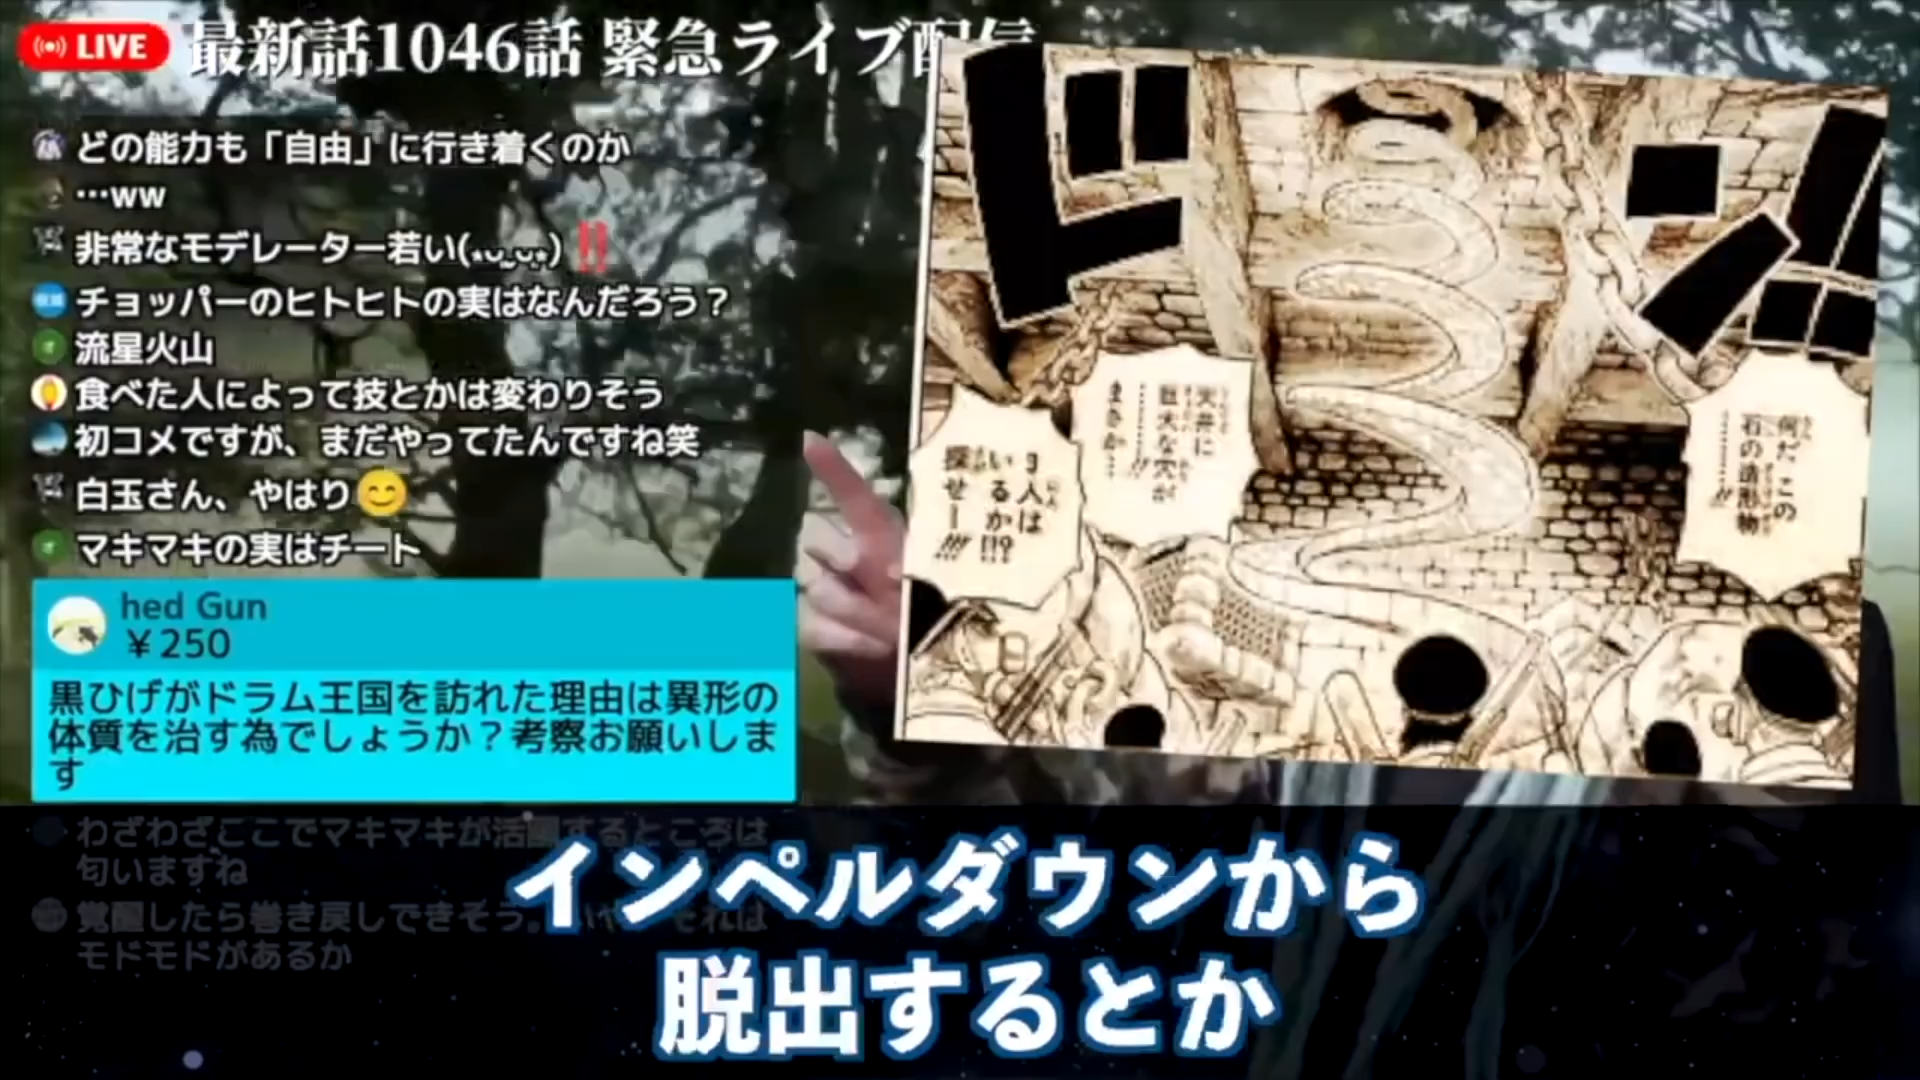 LIVE
最新話1046話 緊急ライブ配信
どの能力も「自由」に行き着くのか
…ww
非常なモデレーター若い(⁎ᴗ͈ˬᴗ͈⁎)‼
チョッパーのヒトヒトの実はなんだろう？
流星火山
食べた人によって技とかは変わりそう
初コメですが、まだやってたんですね笑
白玉さん、やはり😊
マキマキの実はチート
hed Gun
￥250
黒ひげがドラム王国を訪れた理由は異形の
体質を治す為でしょうか？考察お願いしま
す
わざわざここでマキマキが活躍するところは
匂いますね
覚醒したら巻き戻しできそう。いや、それは
モドモドがあるか
ドン
何だ、この
石の造形物
………!!
天井に
巨大な穴が
………!!
まさか…
3人は
いるか!!?
探せー!!!
インペルダウンから
脱出するとか